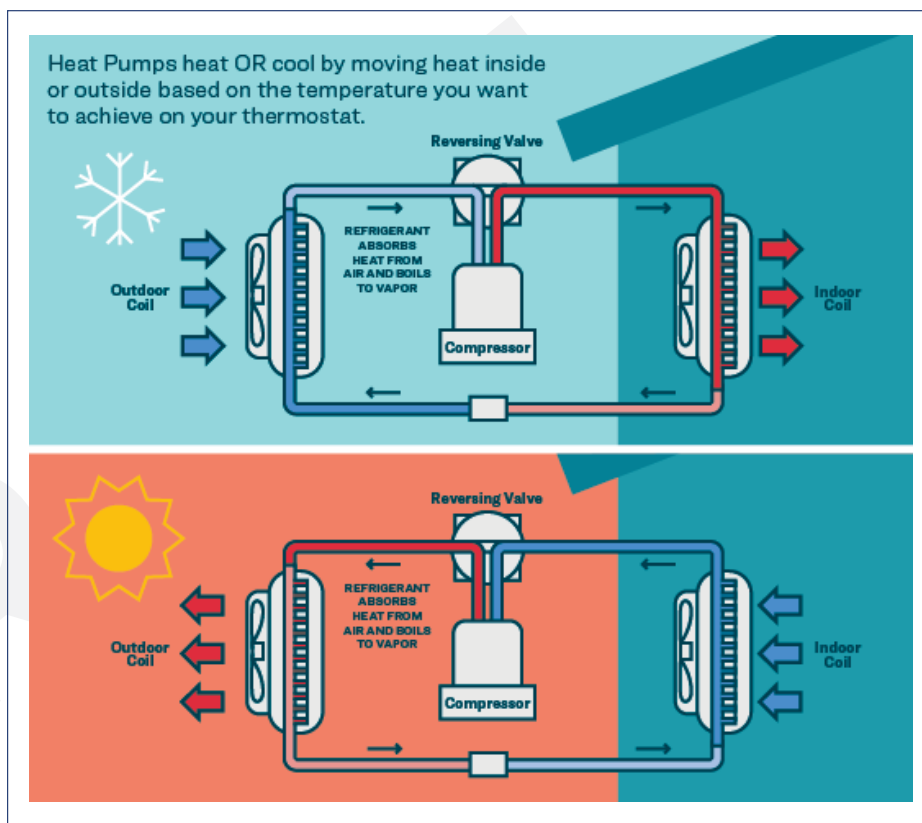 Heat Pumps heat OR cool by moving heat inside
or outside based on the temperature you want
to achieve on your thermostat.
Reversing Valve
REFRIGERANT
ABSORBS
HEAT FROM
AIR AND BOILS
TO VAPOR
Outdoor
Coil
Indoor
Coil
Compressor
Reversing Valve
REFRIGERANT
ABSORBS
HEAT FROM
AIR AND BOILS
TO VAPOR
Outdoor
Coil
Indoor
Coil
Compressor